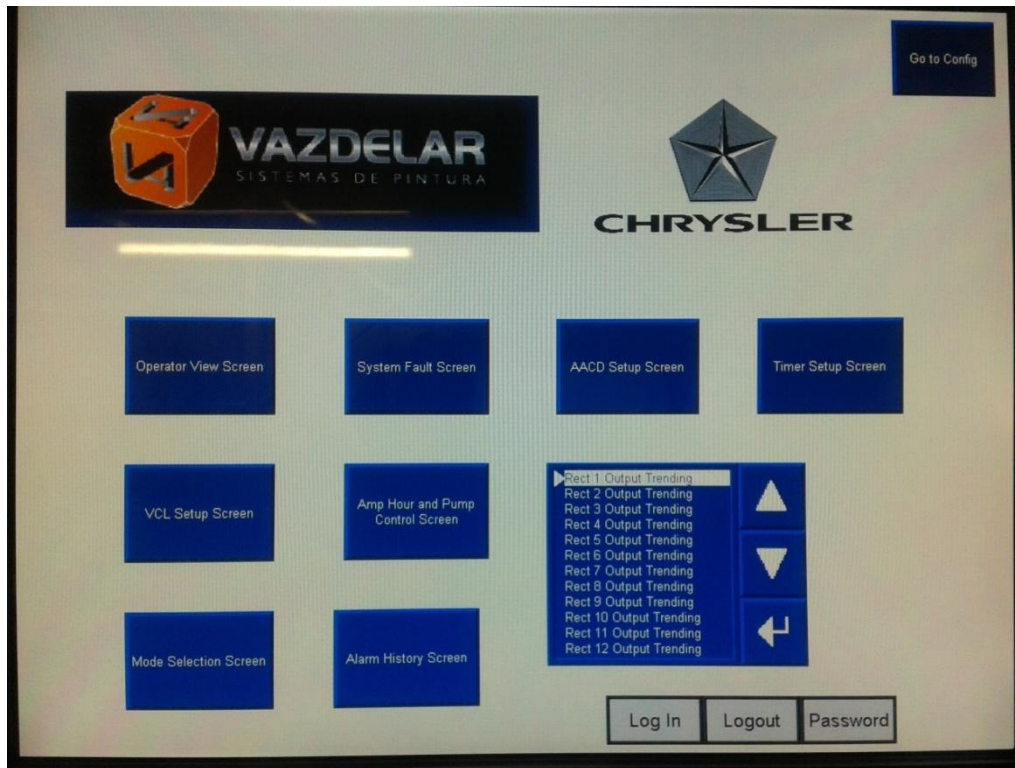 Go to Config
VAZDELAR
SISTEMAS DE PINTURA
CHRYSLER
Operator View Screen
System Fault Screen
AACD Setup Screen
Timer Setup Screen
VCL Setup Screen
Amp Hour and Pump
Control Screen
Rect 1 Output Trending
Rect 2 Output Trending
Rect 3 Output Trending
Rect 4 Output Trending
Rect 5 Output Trending
Rect 6 Output Trending
Rect 7 Output Trending
Rect 8 Output Trending
Rect 9 Output Trending
Rect 10 Output Trending
Rect 11 Output Trending
Rect 12 Output Trending
Mode Selection Screen
Alarm History Screen
Log In
Logout
Password